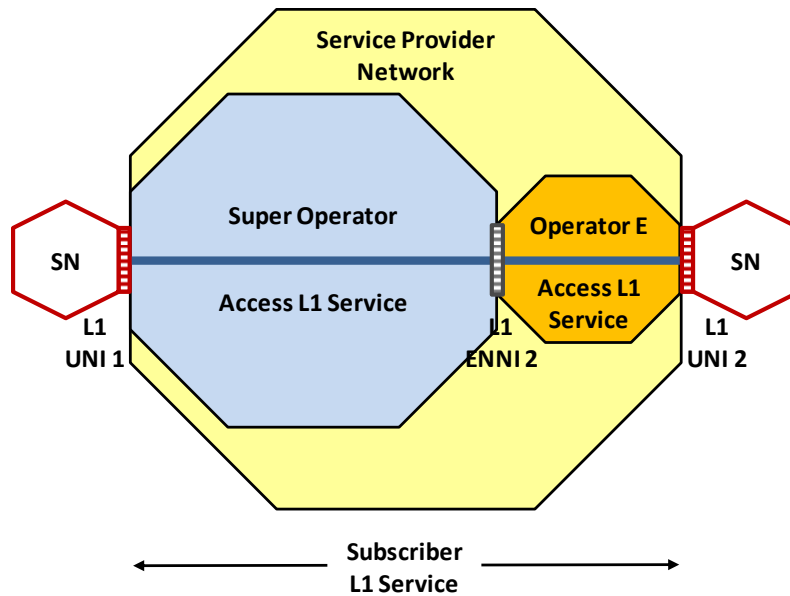 Service Provider
Network
Super Operator
Operator E
SN
SN
Access L1 Service
Access L1
Service
L1
UNI 1
L1
ENNI 2
L1
UNI 2
Subscriber
L1 Service